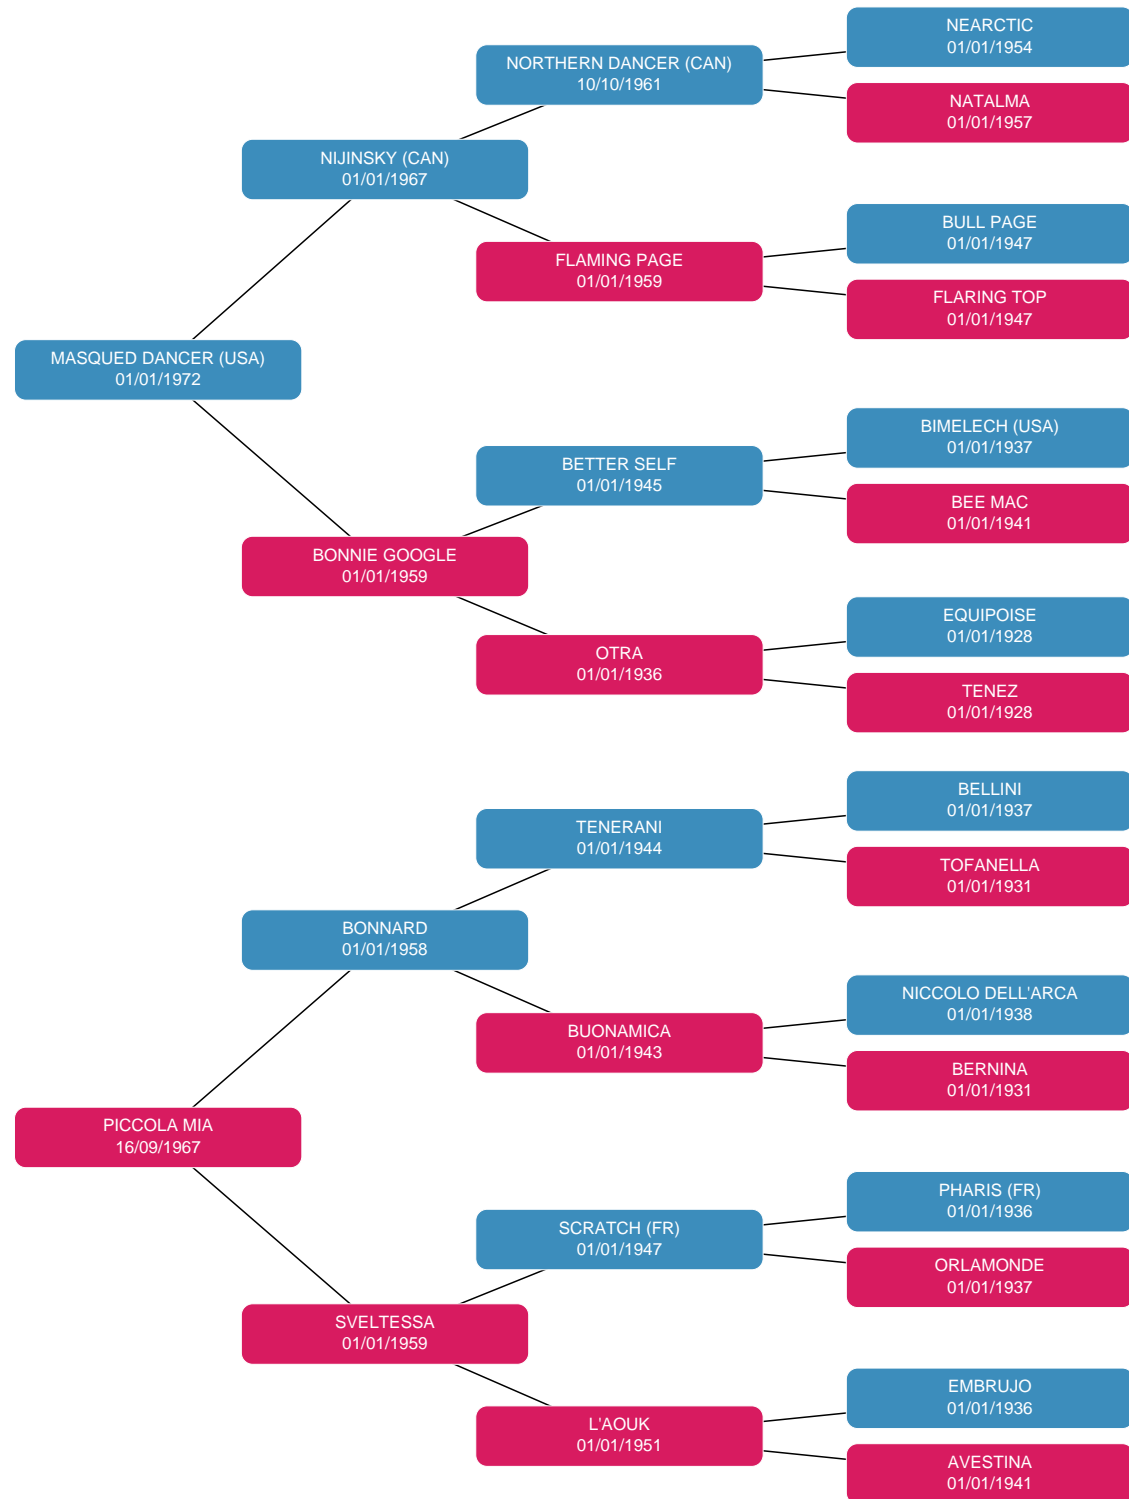 NEARCTIC
01/01/1954
NORTHERN DANCER (CAN)
10/10/1961
NATALMA
01/01/1957
NIJINSKY (CAN)
01/01/1967
BULL PAGE
01/01/1947
FLAMING PAGE
01/01/1959
FLARING TOP
01/01/1947
MASQUED DANCER (USA)
01/01/1972
BIMELECH (USA)
01/01/1937
BETTER SELF
01/01/1945
BEE MAC
01/01/1941
BONNIE GOOGLE
01/01/1959
EQUIPOISE
01/01/1928
OTRA
01/01/1936
TENEZ
01/01/1928
BELLINI
01/01/1937
TENERANI
01/01/1944
TOFANELLA
01/01/1931
BONNARD
01/01/1958
NICCOLO DELL'ARCA
01/01/1938
BUONAMICA
01/01/1943
BERNINA
01/01/1931
PICCOLA MIA
16/09/1967
PHARIS (FR)
01/01/1936
SCRATCH (FR)
01/01/1947
ORLAMONDE
01/01/1937
SVELTESSA
01/01/1959
EMBRUJO
01/01/1936
L'AOUK
01/01/1951
AVESTINA
01/01/1941